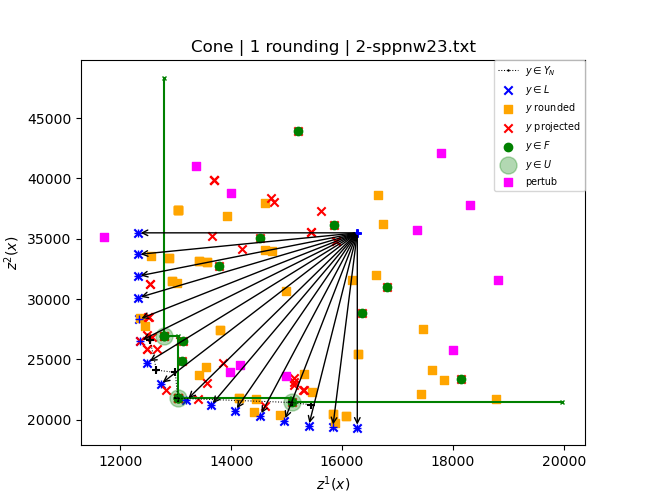 Cone | 1 rounding | 2-sppnw23.txt
z²(x)
45000
40000
35000
30000
25000
20000
12000 14000 16000 18000 20000
z¹(x)
y ∈ Y_N
y ∈ L
y rounded
y projected
y ∈ F
y ∈ U
pertub